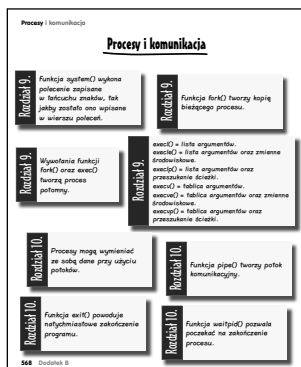 Procesy i komunikacja
Procesy i komunikacja
Rozdział 9.
Funkcja system() wykona
polecenie zapisane
w łańcuchu znaków, tak
jakby zostało ono wpisane
w wierszu poleceń.
Rozdział 9.
Funkcja fork() tworzy kopię
bieżącego procesu.
Rozdział 9.
Wywołania funkcji
fork() oraz exec()
tworzą proces
potomny.
Rozdział 9.
execl() = lista argumentów.
execle() = lista argumentów oraz zmienne
środowiskowe.
execlp() = lista argumentów oraz
przeszukanie ścieżki.
execv() = tablica argumentów.
execve() = tablica argumentów oraz zmienne
środowiskowe.
execvp() = tablica argumentów oraz
przeszukanie ścieżki.
Rozdział 10.
Procesy mogą wymieniać
ze sobą dane przy użyciu
potoków.
Rozdział 10.
Funkcja pipe() tworzy potok
komunikacyjny.
Rozdział 10.
Funkcja exit() powoduje
natychmiastowe zakończenie
programu.
Rozdział 10.
Funkcja waitpid() pozwala
poczekać na zakończenie
procesu.
568 Dodatek B